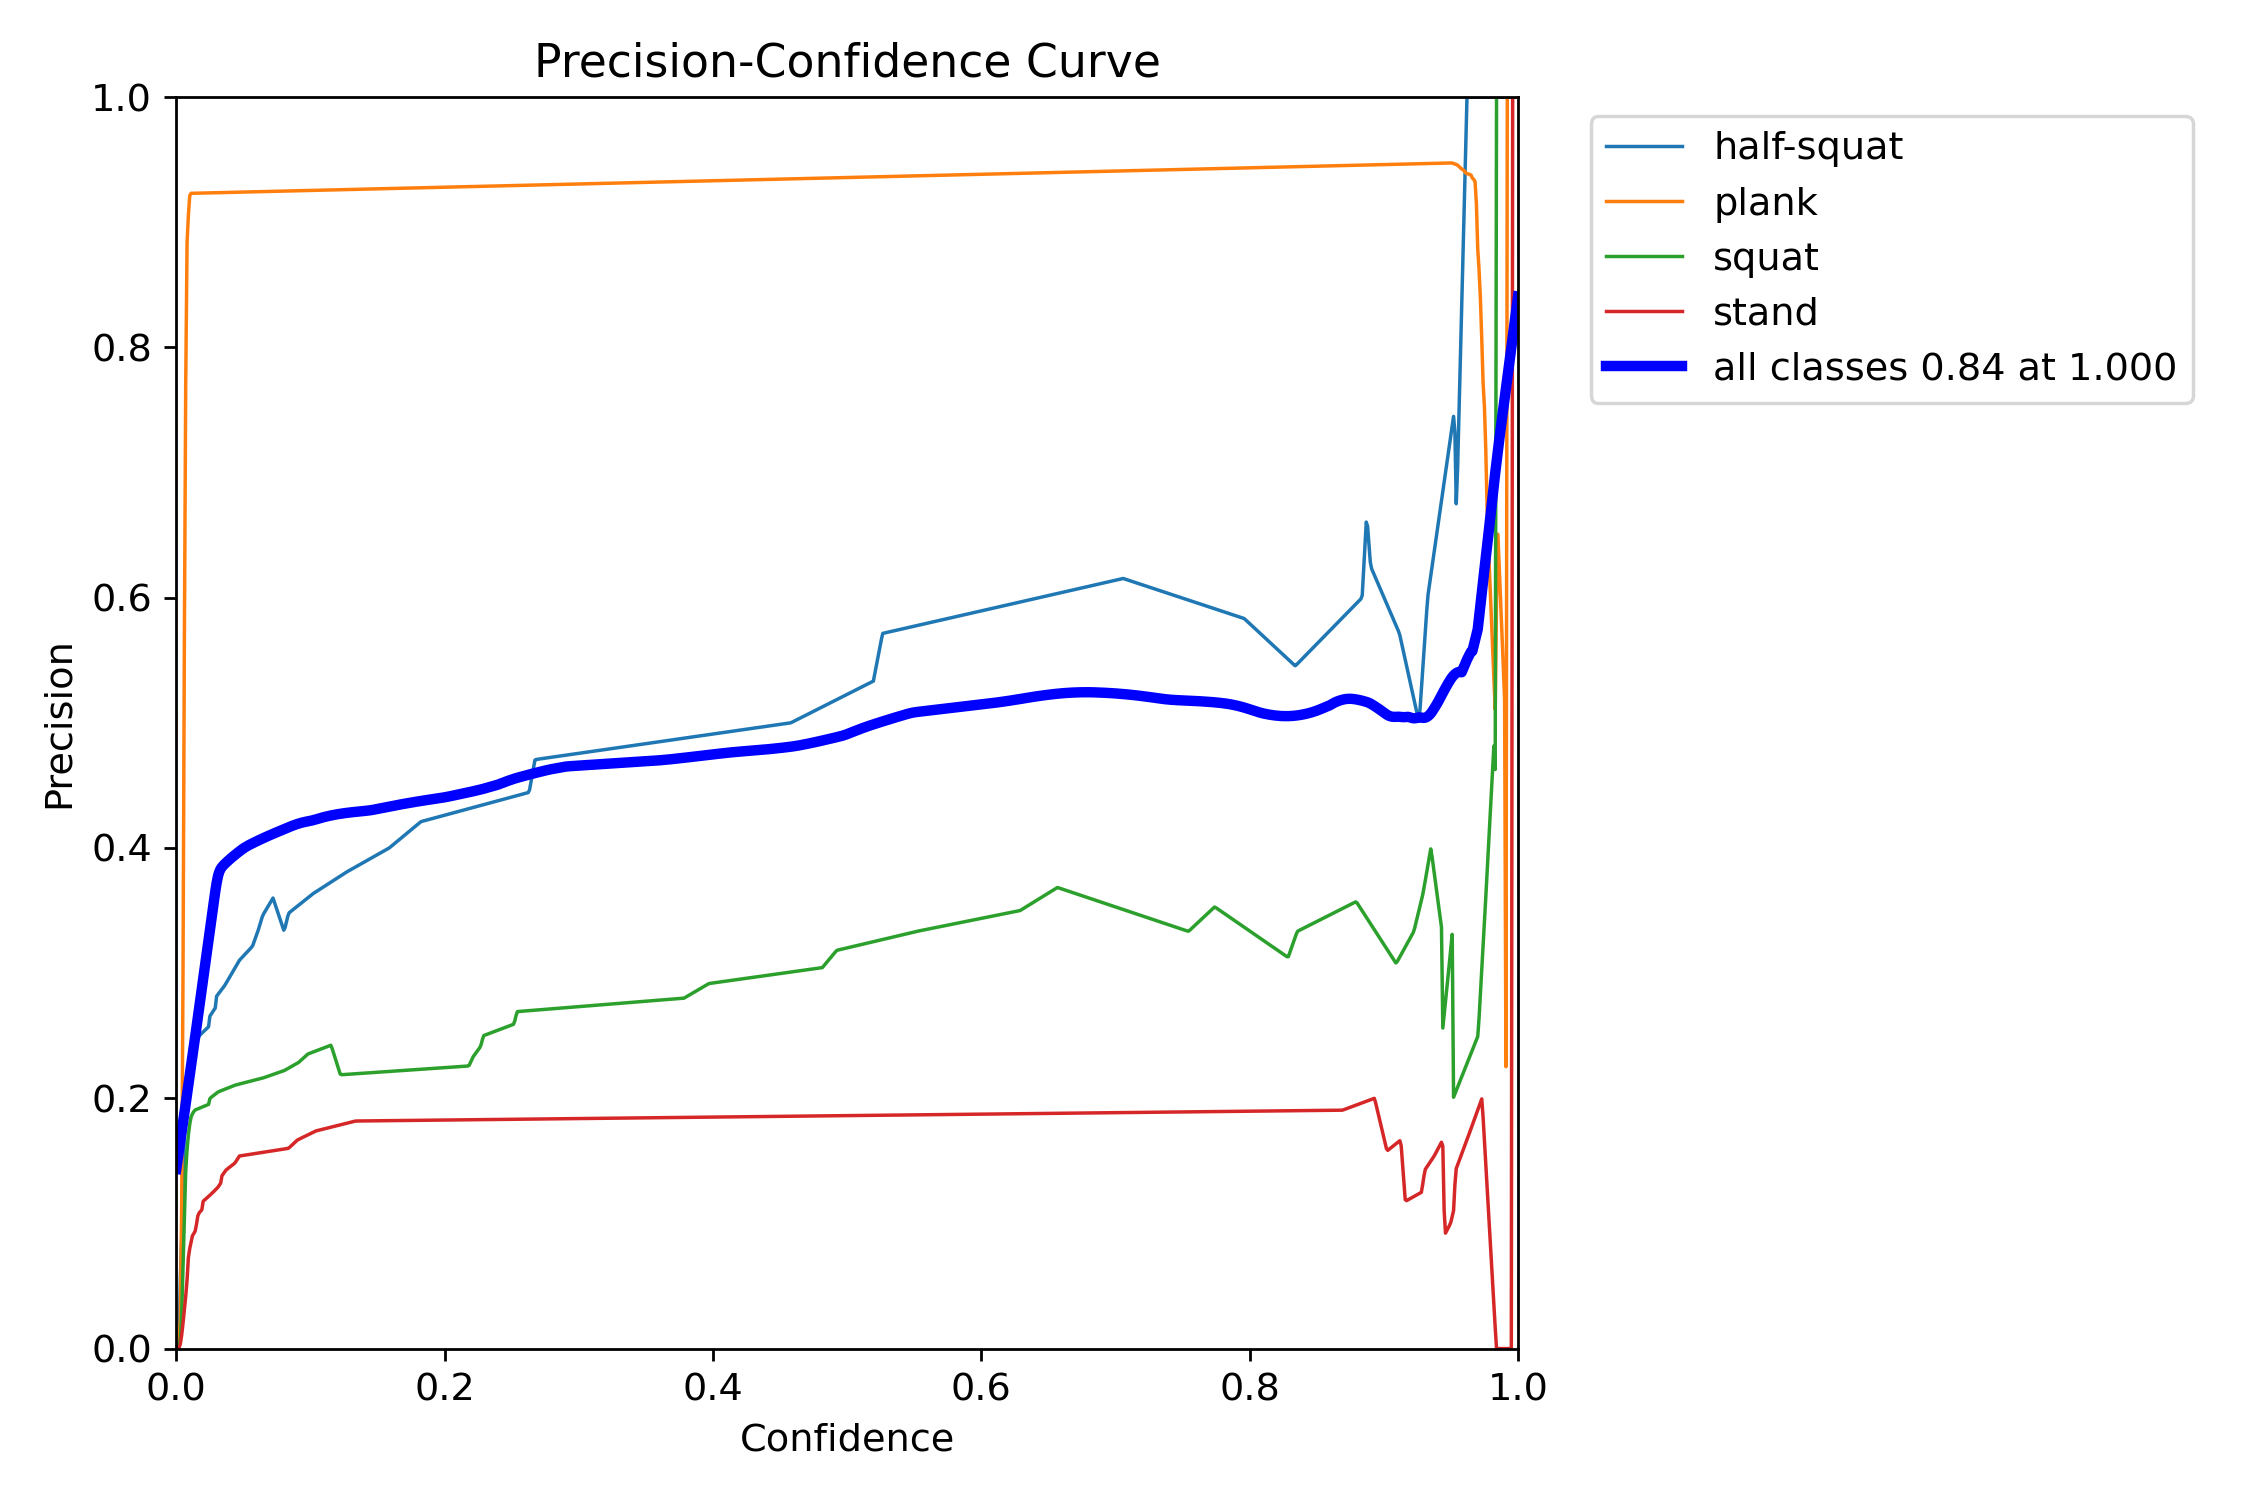 Precision-Confidence Curve
1.0
0.8
0.6
0.4
0.2
0.0
Precision
0.0 0.2 0.4 0.6 0.8 1.0
Confidence
half-squat
plank
squat
stand
all classes 0.84 at 1.000